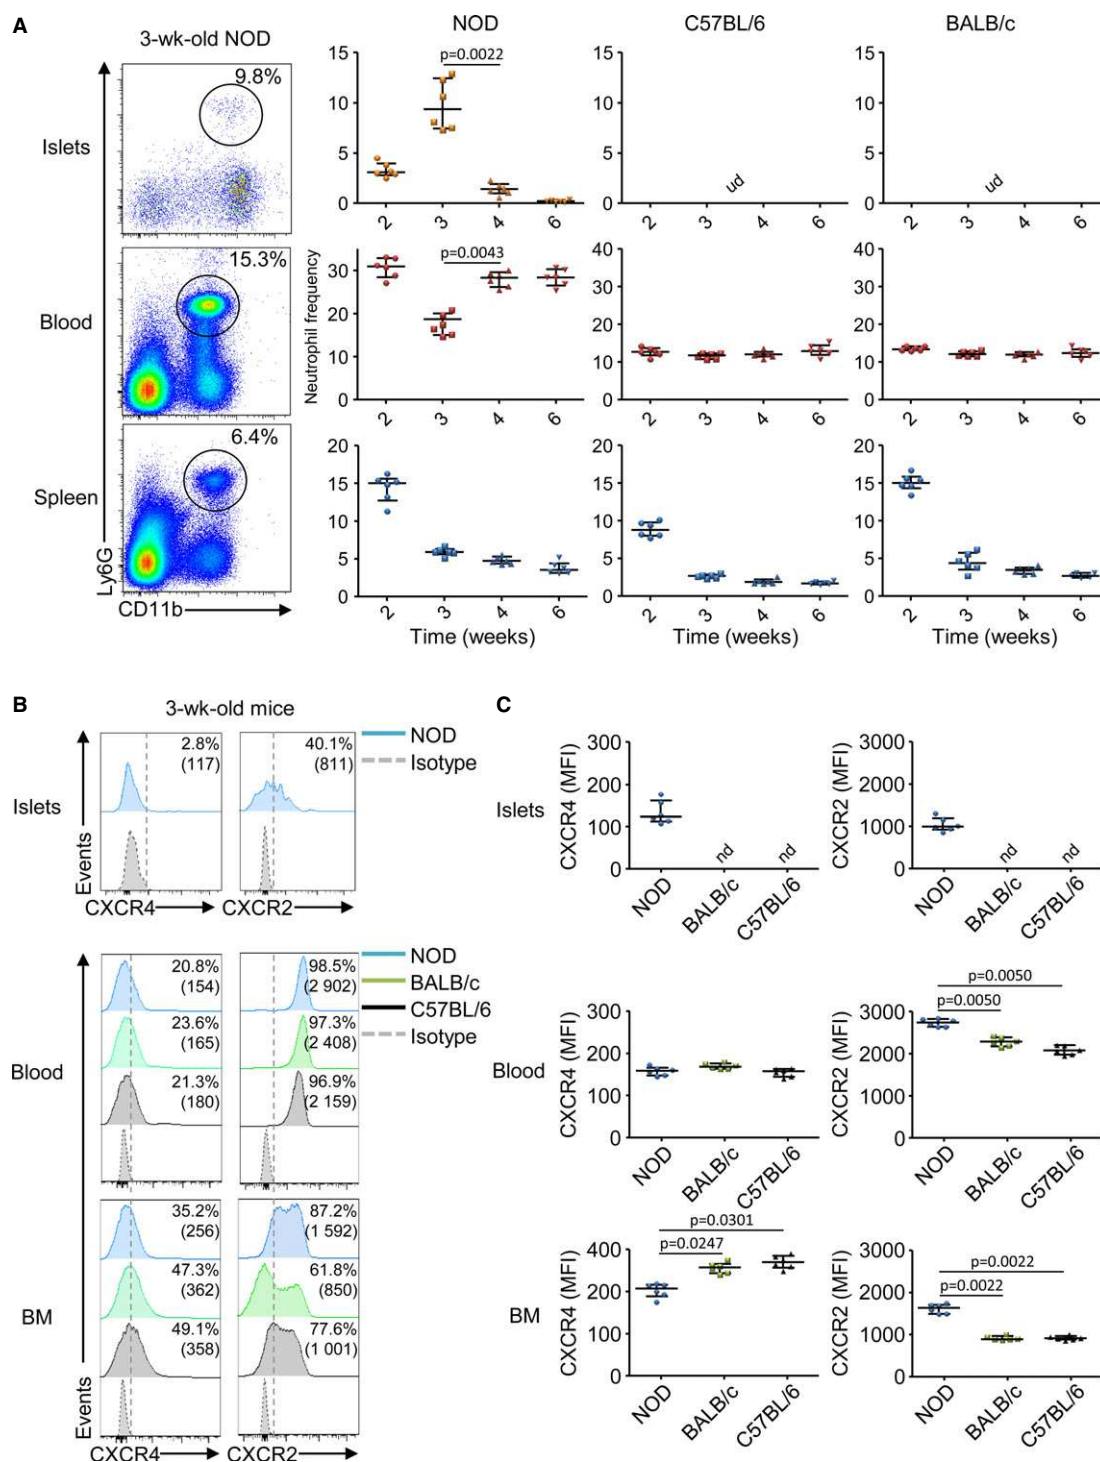 A
3-wk-old NOD
NOD
C57BL/6
BALB/c
Islets
9.8%
15
10
5
0
p=0.0022
2 3 4 6
15
10
5
0
ud
2 3 4 6
15
10
5
0
ud
2 3 4 6
Blood
15.3%
Neutrophil frequency
30
20
10
0
p=0.0043
2 3 4 6
40
30
20
10
0
2 3 4 6
40
30
20
10
0
2 3 4 6
Spleen
6.4%
Ly6G
CD11b
20
15
10
5
0
2 3 4 6
Time (weeks)
20
15
10
5
0
2 3 4 6
Time (weeks)
20
15
10
5
0
2 3 4 6
Time (weeks)
B
3-wk-old mice
Islets
Events
2.8%
(117)
40.1%
(811)
NOD
Isotype
CXCR4
CXCR2
Blood
20.8%
(154)
98.5%
(2 902)
23.6%
(165)
97.3%
(2 408)
21.3%
(180)
96.9%
(2 159)
NOD
BALB/c
C57BL/6
Isotype
BM
Events
35.2%
(256)
87.2%
(1 592)
47.3%
(362)
61.8%
(850)
49.1%
(358)
77.6%
(1 001)
CXCR4
CXCR2
C
Islets
CXCR4 (MFI)
300
200
100
0
nd
nd
NOD
BALB/c
C57BL/6
CXCR2 (MFI)
3000
2000
1000
0
nd
nd
NOD
BALB/c
C57BL/6
Blood
CXCR4 (MFI)
300
200
100
0
NOD
BALB/c
C57BL/6
CXCR2 (MFI)
3000
2000
1000
0
p=0.0050
p=0.0050
NOD
BALB/c
C57BL/6
BM
CXCR4 (MFI)
400
300
200
100
0
p=0.0301
p=0.0247
NOD
BALB/c
C57BL/6
CXCR2 (MFI)
3000
2000
1000
0
p=0.0022
p=0.0022
NOD
BALB/c
C57BL/6